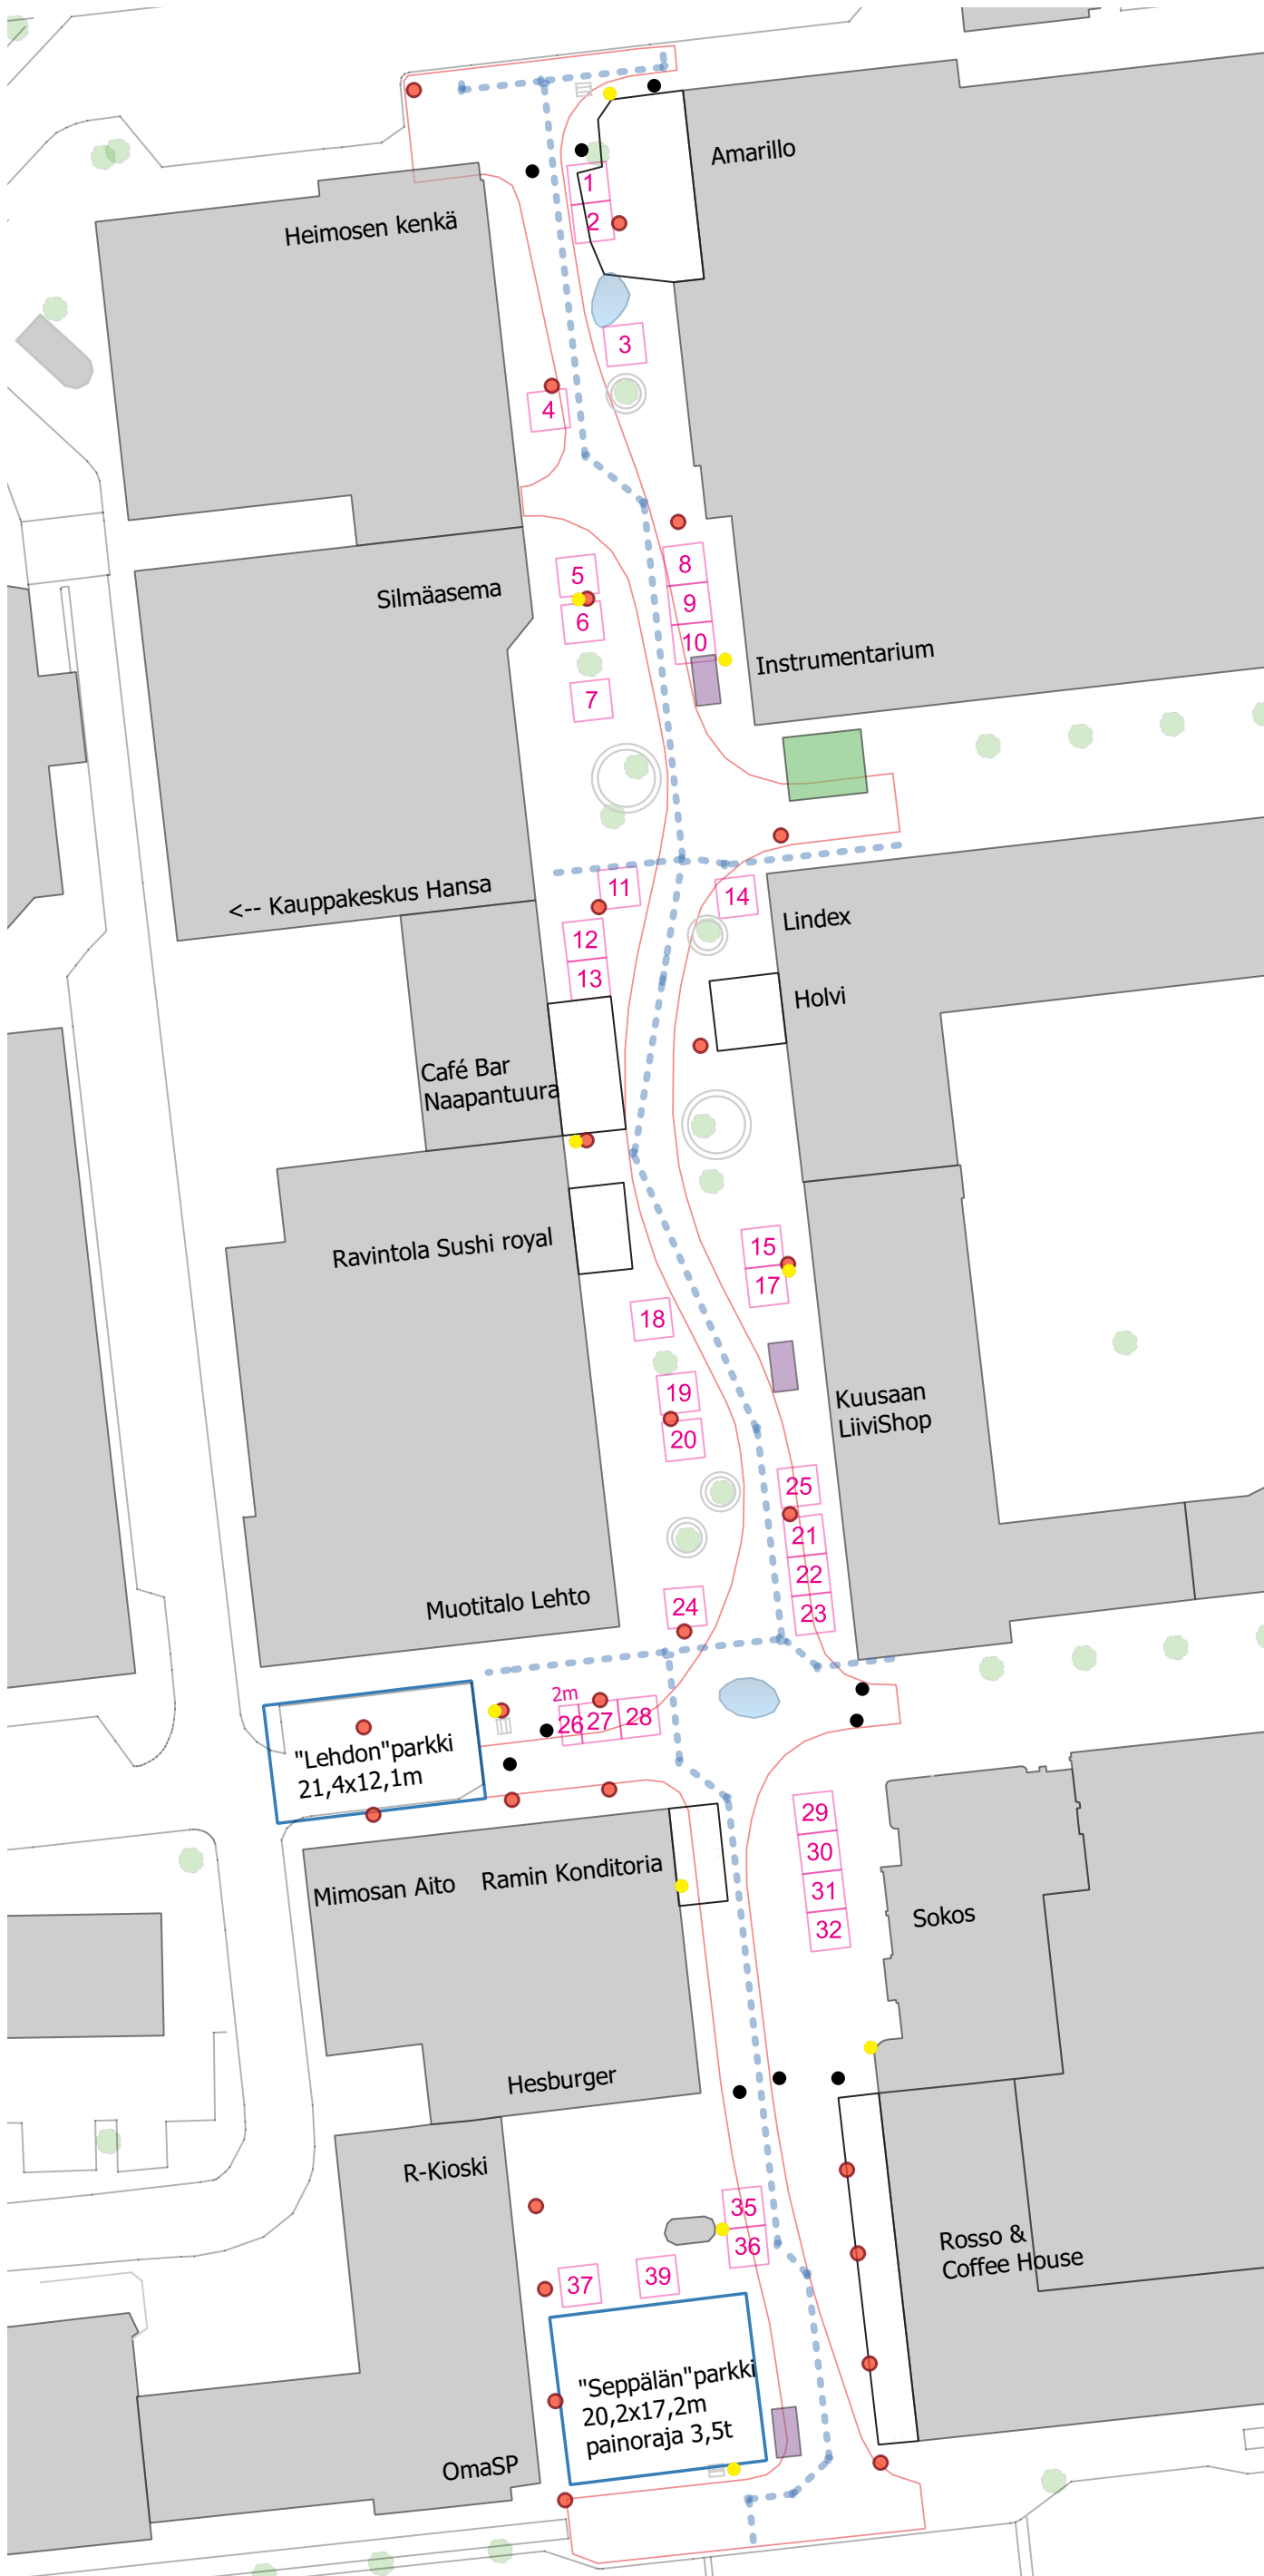 Amarillo
1
Heimosen kenkä
2
3
4
8
5
Silmäasema
9
6
10
Instrumentarium
7
11
<-- Kauppakeskus Hansa
14
Lindex
12
13
Holvi
Café Bar
Naapantuura
15
Ravintola Sushi royal
17
18
19
Kuusaan
LiiviShop
20
25
21
22
Muotitalo Lehto
24
23
2m
26
27
28
"Lehdon"parkki
21,4x12,1m
29
30
Ramin Konditoria
Mimosan Aito
31
32
Sokos
Hesburger
R-Kioski
35
36
Rosso &
Coffee House
39
37
"Seppälän"parkki
20,2x17,2m
painoraja 3,5t
OmaSP